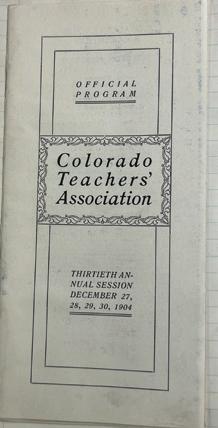 OFFICIAL
PROGRAM
Colorado
Teachers'
Association
THIRTIETH AN-
NUAL SESSION
DECEMBER 27,
28, 29, 30, 1904